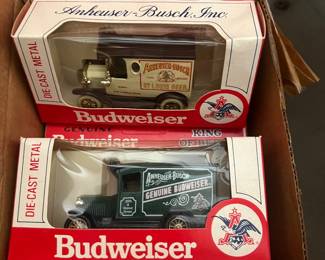 Anheuser-Busch, Inc.
DIE-CAST METAL
ANHEUSER-BUSCH
ST. LOUIS BEER
Budweiser
GENUINE
KING
OF
DIE-CAST METAL
ANHEUSER-BUSCH
GENUINE BUDWEISER
Budweiser